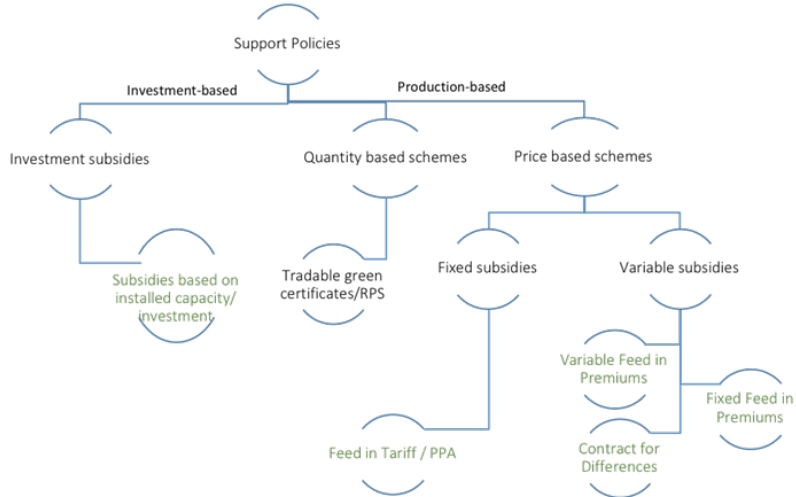 Support Policies
Investment-based
Production-based
Investment subsidies
Quantity based schemes
Price based schemes
Subsidies based on
installed capacity/
investment
Tradable green
certificates/RPS
Fixed subsidies
Variable subsidies
Variable Feed in
Premiums
Fixed Feed in
Premiums
Feed in Tariff / PPA
Contract for
Differences